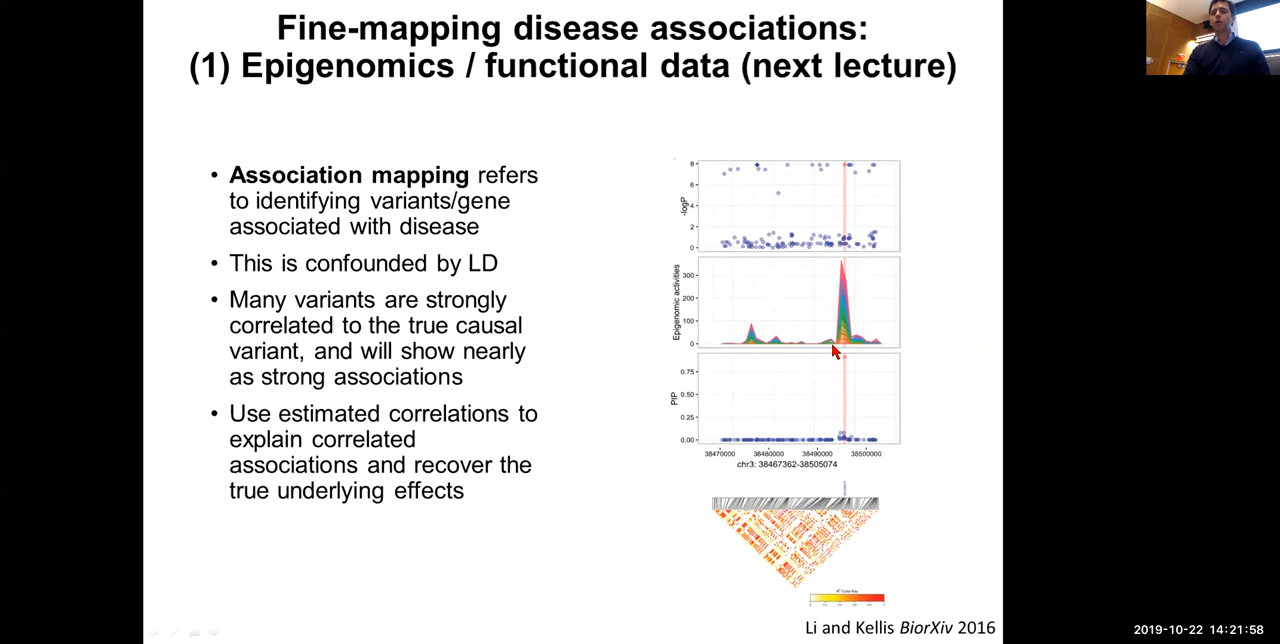 Fine-mapping disease associations:
(1) Epigenomics / functional data (next lecture)
• Association mapping refers
to identifying variants/gene
associated with disease
• This is confounded by LD
• Many variants are strongly
correlated to the true causal
variant, and will show nearly
as strong associations
• Use estimated correlations to
explain correlated
associations and recover the
true underlying effects
-logP
8
6
4
2
0
Epigenomic activities
300
200
100
0
PIP
0.75
0.50
0.25
0.00
38470000 38480000 38490000 38500000
chr3: 38467362-38505074
R² Color Key
Li and Kellis BiorXiv 2016
2019-10-22 14:21:58